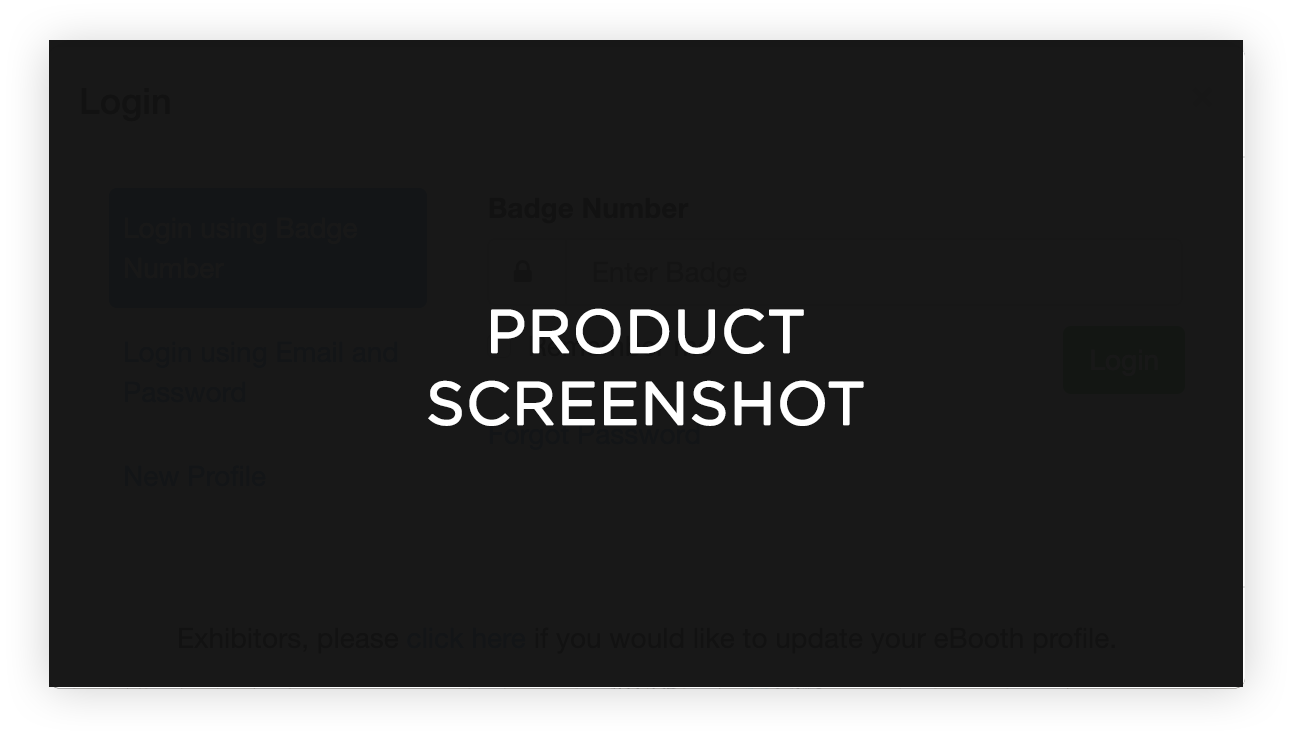 Login
Login using Badge
Number
Login using Email and
Password
New Profile
Badge Number
Enter Badge
PRODUCT
SCREENSHOT
Login
Forgot Password
Exhibitors, please click here if you would like to update your eBooth profile.